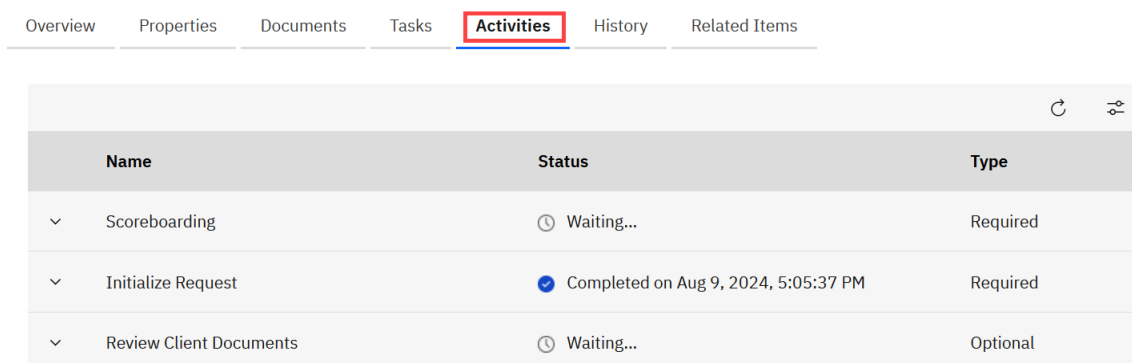 Overview Properties Documents Tasks Activities History Related Items
Name Status Type
Scoreboarding Waiting... Required
Initialize Request Completed on Aug 9, 2024, 5:05:37 PM Required
Review Client Documents Waiting... Optional